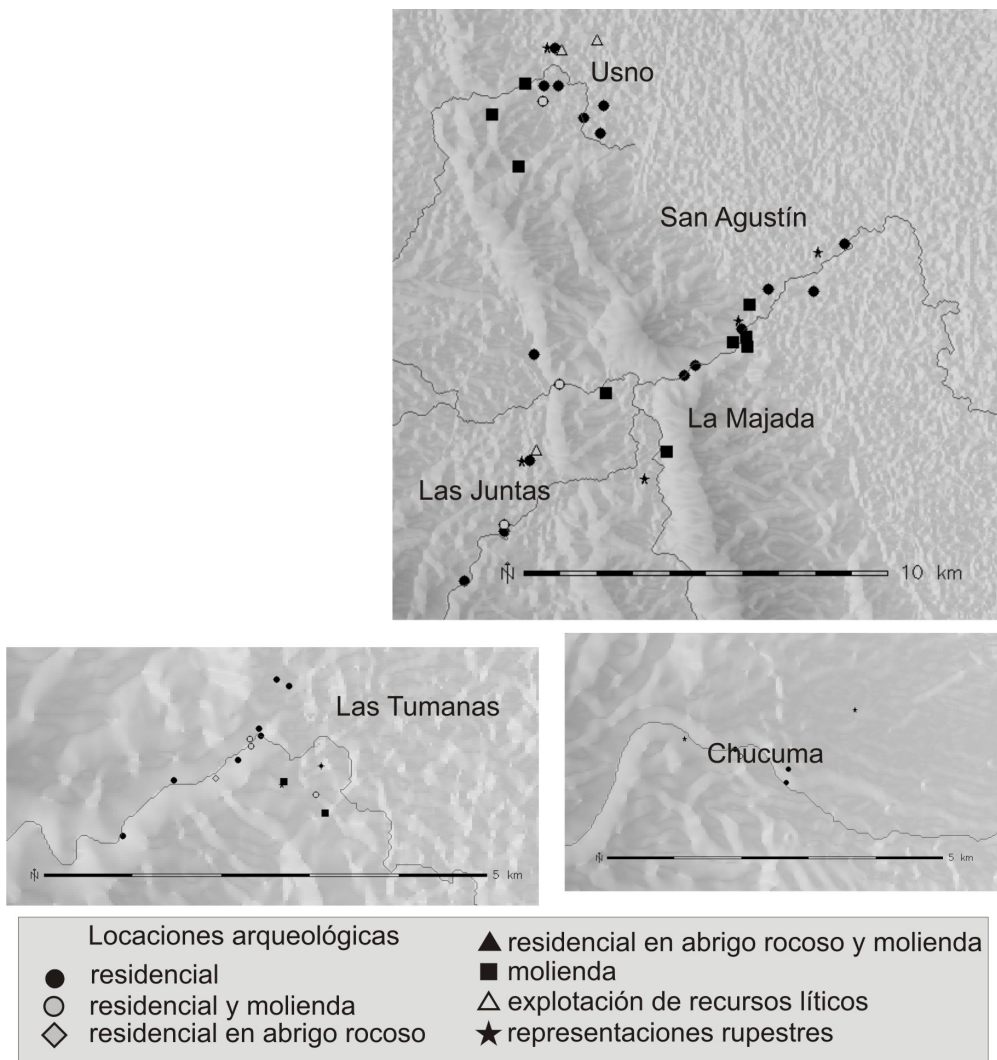 Usno
San Agustín
La Majada
Las Juntas
N 10 km
Las Tumanas
N 5 km
Chucuma
N 5 km
Locaciones arqueológicas
residencial
residencial y molienda
residencial en abrigo rocoso
residencial en abrigo rocoso y molienda
molienda
explotación de recursos líticos
representaciones rupestres